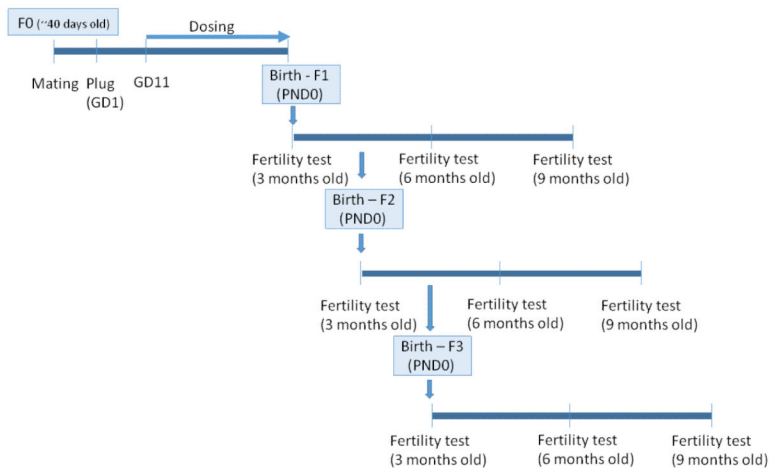 F0 (~40 days old)
Dosing
Mating
Plug
(GD1)
GD11
Birth - F1
(PND0)
Fertility test
(3 months old)
Fertility test
(6 months old)
Fertility test
(9 months old)
Birth – F2
(PND0)
Fertility test
(3 months old)
Fertility test
(6 months old)
Fertility test
(9 months old)
Birth – F3
(PND0)
Fertility test
(3 months old)
Fertility test
(6 months old)
Fertility test
(9 months old)